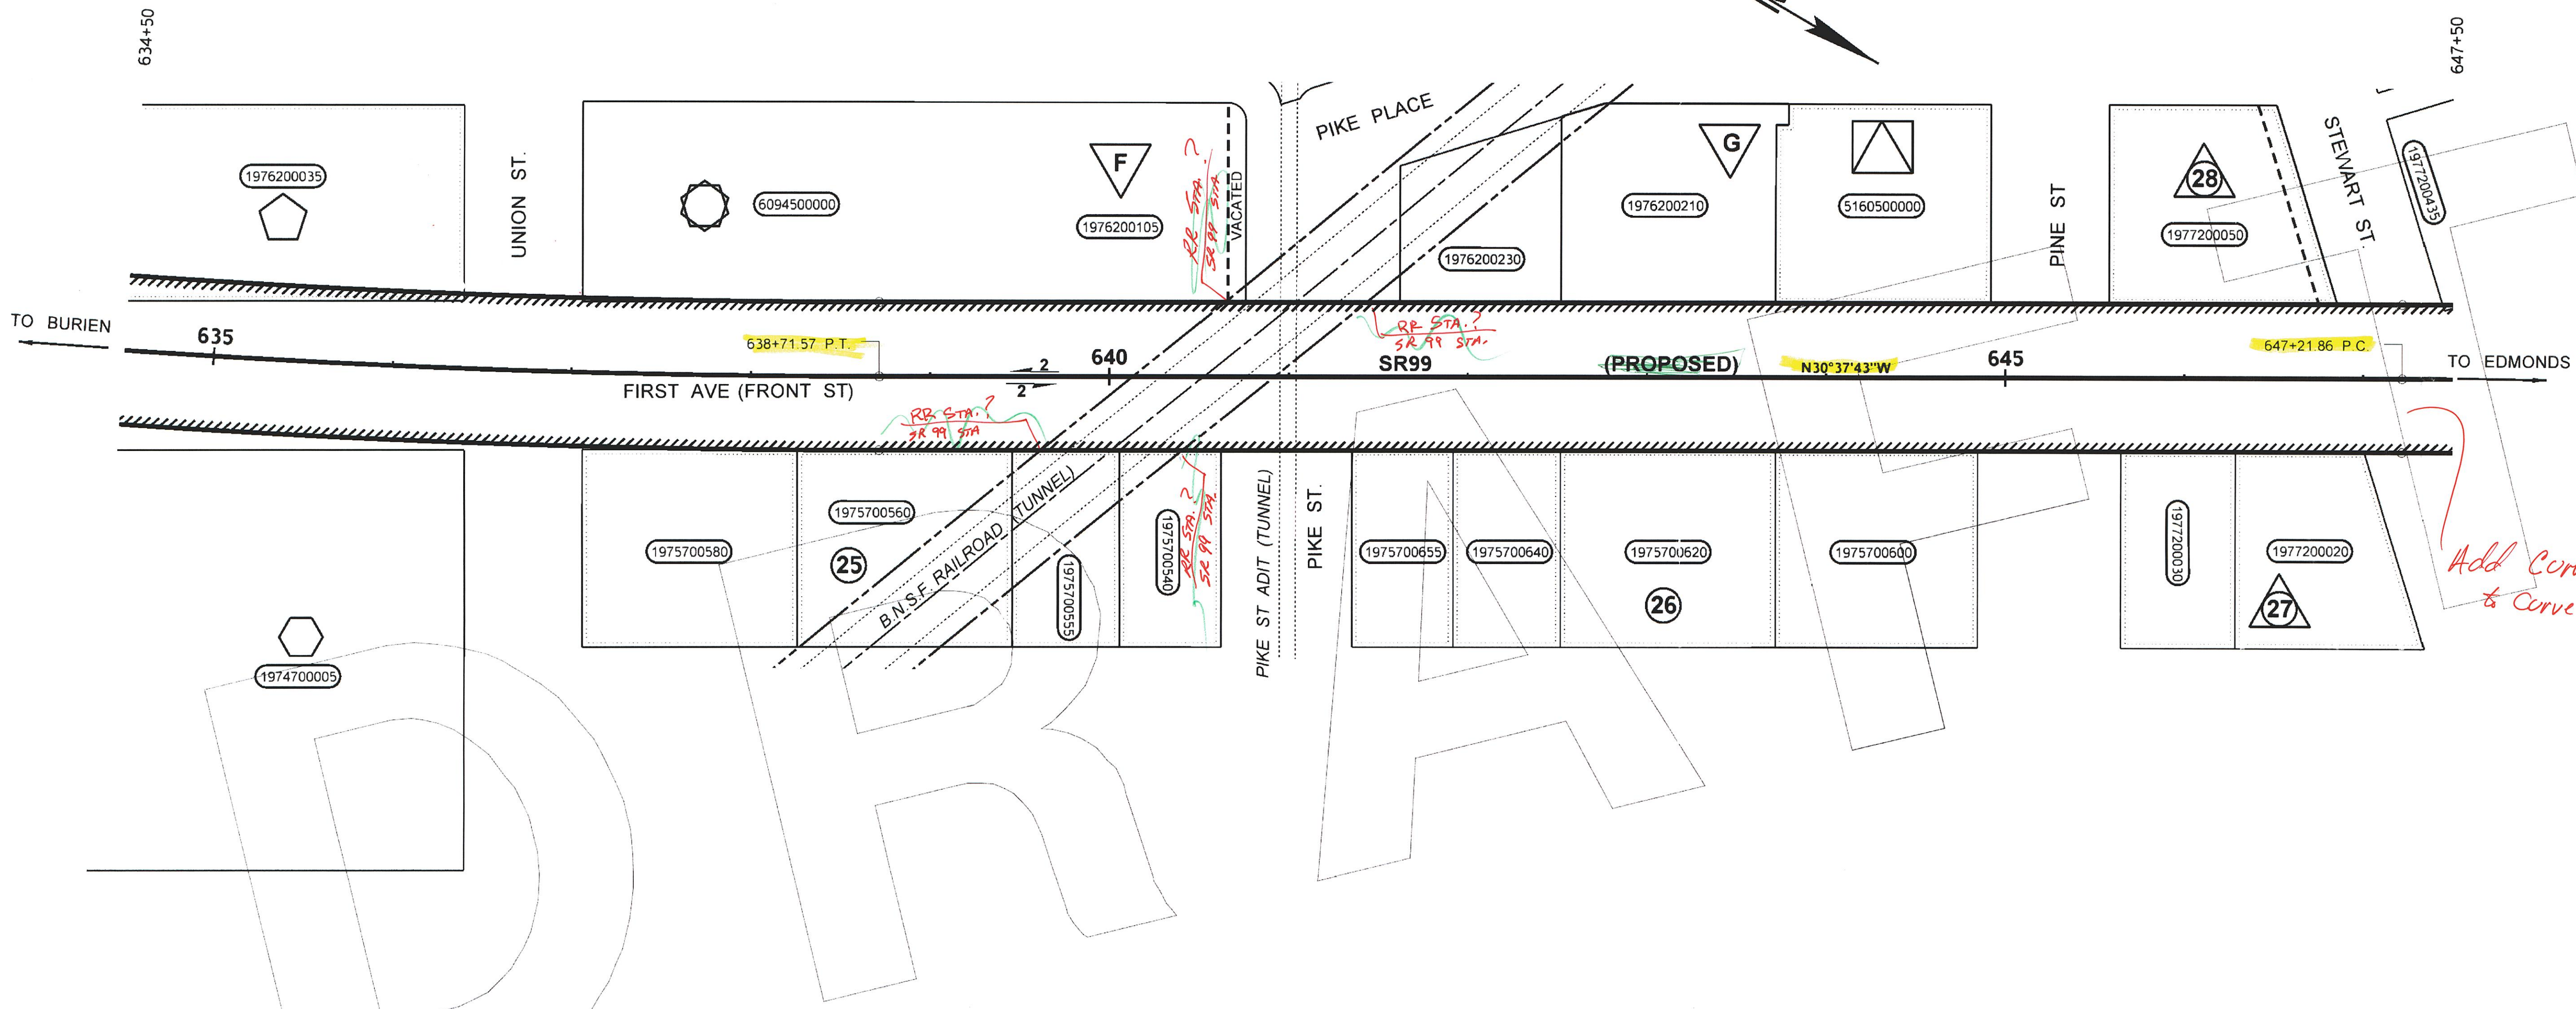 634+50
647+50
1976200035
UNION ST.
6094500000
F
1976200105
RR STA.?
SR 99 STA
VACATED
PIKE PLACE
1976200230
G
1976200210
5160500000
PINE ST
28
1977200050
STEWART ST.
1977200435
TO BURIEN
635
638+71.57 P.T.
2
2
640
RR STA.?
SR 99 STA.
SR99
(PROPOSED)
N30°37'43"W
645
647+21.86 P.C.
TO EDMONDS
FIRST AVE (FRONT ST)
RR STA.?
SR 99 STA
1975700580
1975700560
25
B.N.S.F. RAILROAD (TUNNEL)
1975700555
1975700540
RR STA.?
SR 99 STA.
PIKE ST ADIT (TUNNEL)
PIKE ST.
1975700655
1975700640
1975700620
26
1975700600
1977200030
1977200020
27
Add Cur
to Curve
1974700005
DRAFT